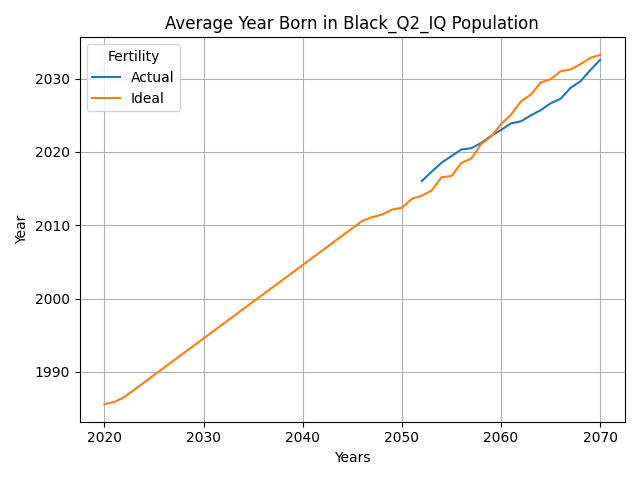 Average Year Born in Black_Q2_IQ Population
Fertility
Actual
Ideal
Year
2030
2020
2010
2000
1990
2020 2030 2040 2050 2060 2070
Years